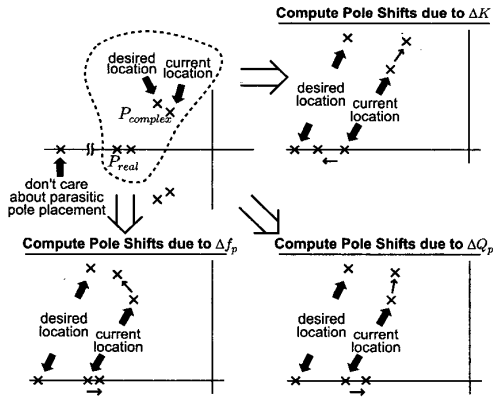 Compute Pole Shifts due to ΔK
desired
location
current
location
P_complex
P_real
don't care
about parasitic
pole placement
desired
location
current
location
Compute Pole Shifts due to Δf_p
desired
location
current
location
Compute Pole Shifts due to ΔQ_p
desired
location
current
location